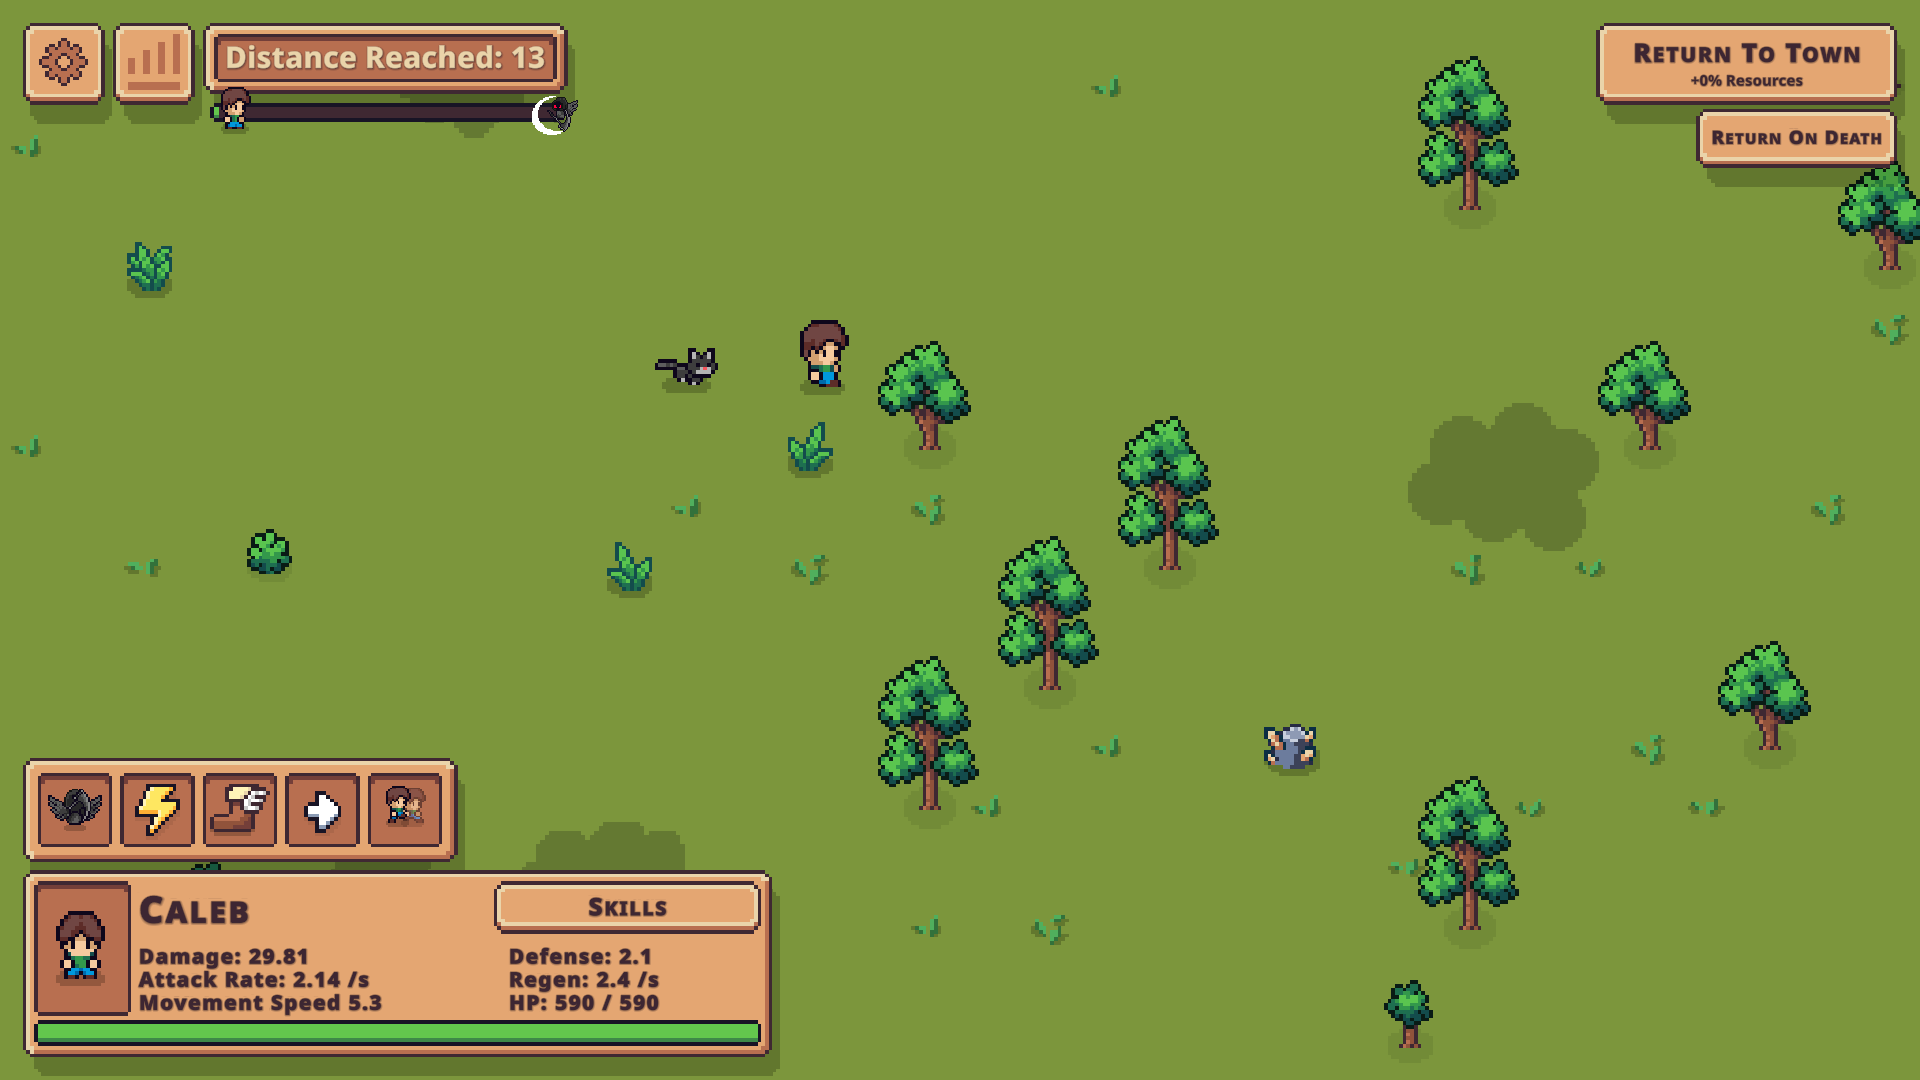 Distance Reached: 13
Return To Town
+0% Resources
Return On Death
Caleb
Skills
Damage: 29.81
Defense: 2.1
Attack Rate: 2.14 /s
Regen: 2.4 /s
Movement Speed 5.3
HP: 590 / 590